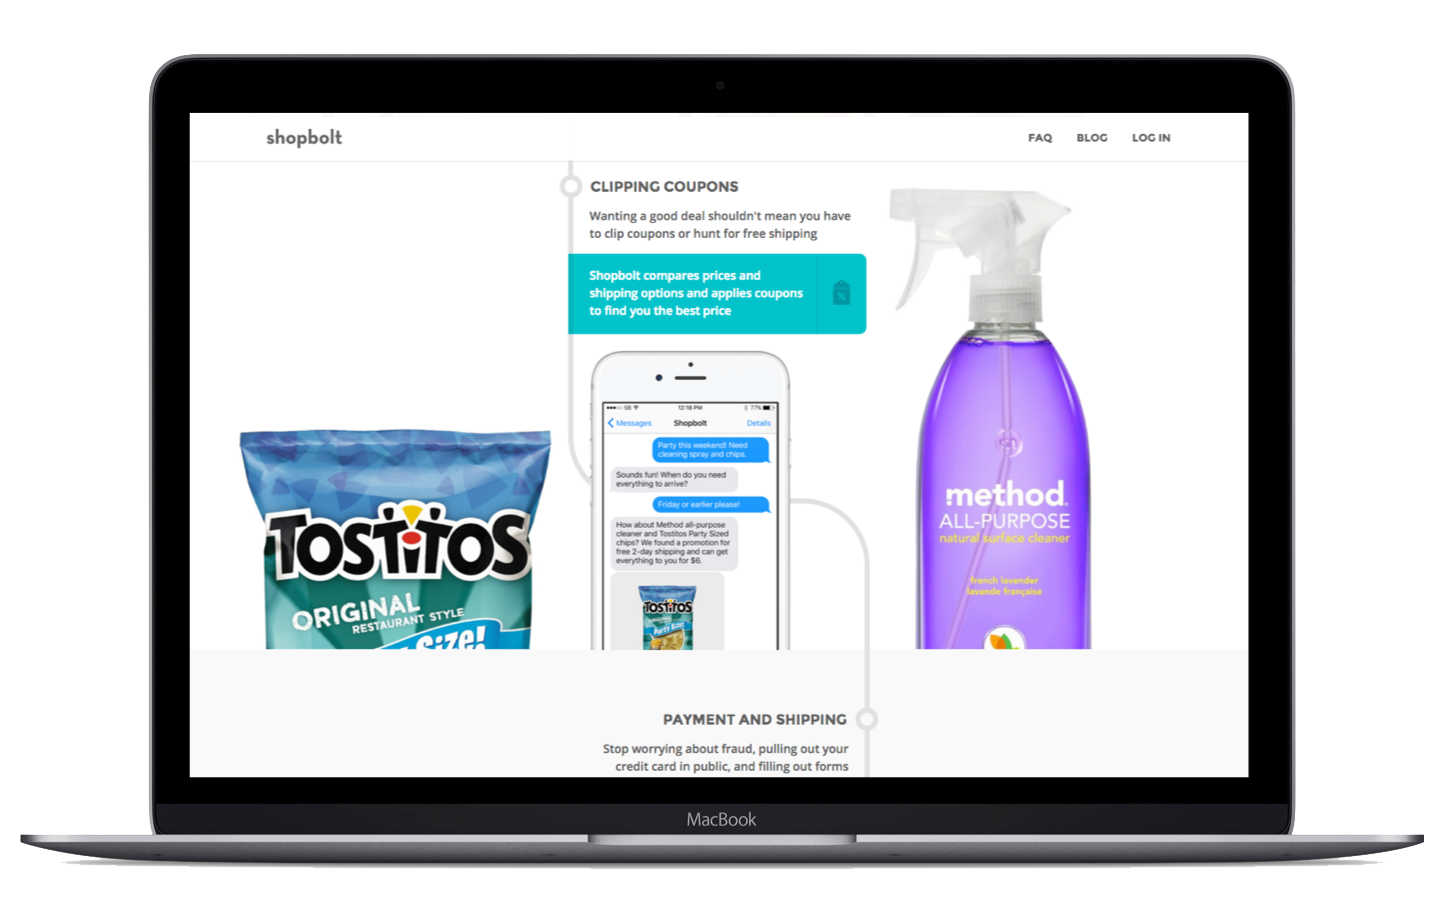 shopbolt
FAQ
BLOG
LOG IN
CLIPPING COUPONS
Wanting a good deal shouldn't mean you have
to clip coupons or hunt for free shipping
Shopbolt compares prices and
shipping options and applies coupons
to find you the best price
%
SB
12:18 PM
77%
Messages
Shopbolt
Details
Party this weekend! Need
cleaning spray and chips.
Sounds fun! When do you need
everything to arrive?
Friday or earlier please!
How about Method all-purpose
cleaner and Tostitos Party Sized
chips? We found a promotion for
free 2-day shipping and can get
everything to you for $6.
TOSTITOS
Party Size!
TOSTITOS
ORIGINAL
RESTAURANT STYLE
Size!
method®
ALL-PURPOSE
natural surface cleaner
french lavender
lavande française
PAYMENT AND SHIPPING
Stop worrying about fraud, pulling out your
credit card in public, and filling out forms
MacBook